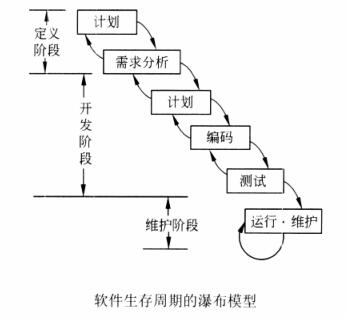 计划
定义
阶段
需求分析
计划
开
发
阶
段
编码
测试
维护阶段
运行·维护
软件生存周期的瀑布模型